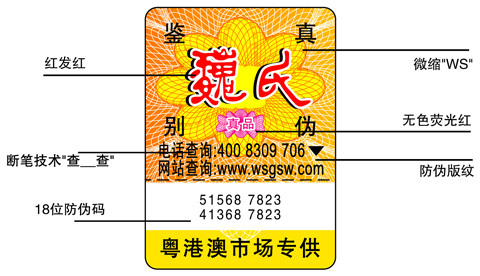 鉴 真
魏氏
真品
别 伪
电话查询:400 8309 706
网站查询:www.wsgsw.com
51568 7823
41368 7823
粤港澳市场专供
红发红
断笔技术"查__查"
18位防伪码
微缩"WS"
无色荧光红
防伪版纹